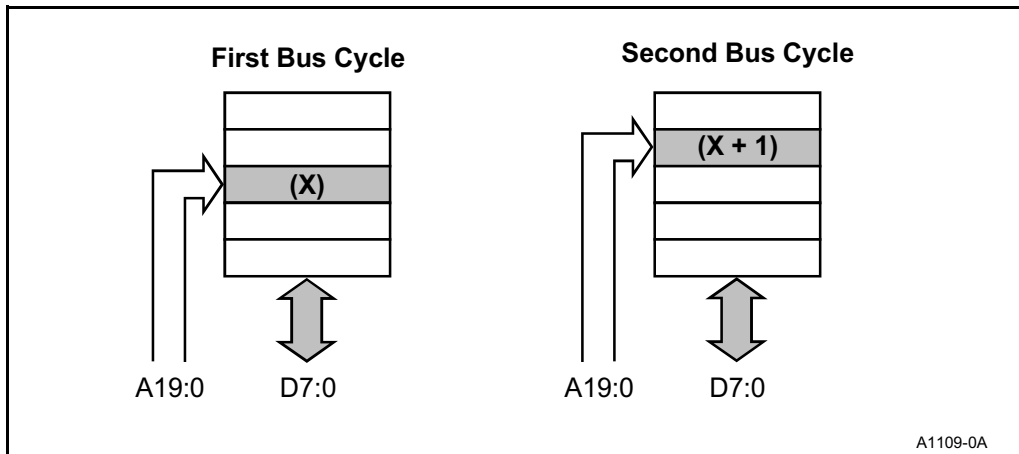 First Bus Cycle
Second Bus Cycle
(X)
(X + 1)
A19:0 D7:0
A19:0 D7:0
A1109-0A